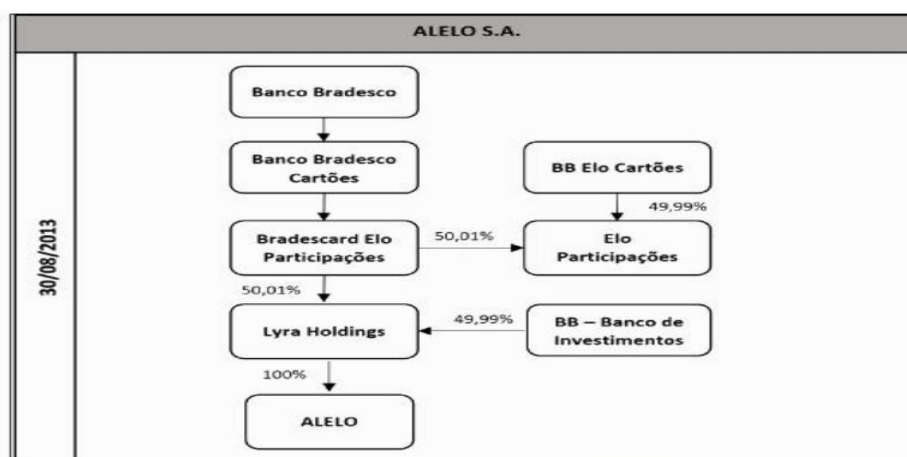 ALELO S.A.
30/08/2013
Banco Bradesco
Banco Bradesco
Cartões
BB Elo Cartões
49,99%
Bradescard Elo
Participações
50,01%
Elo
Participações
50,01%
Lyra Holdings
49,99%
BB – Banco de
Investimentos
100%
ALELO